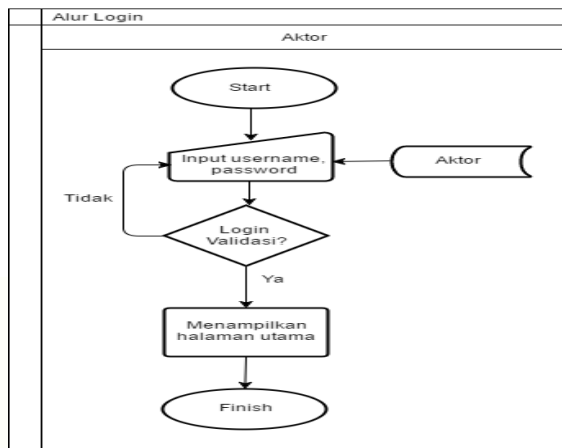 Alur Login
Aktor
Start
Input username,
password
Aktor
Tidak
Login
Validasi?
Ya
Menampilkan
halaman utama
Finish